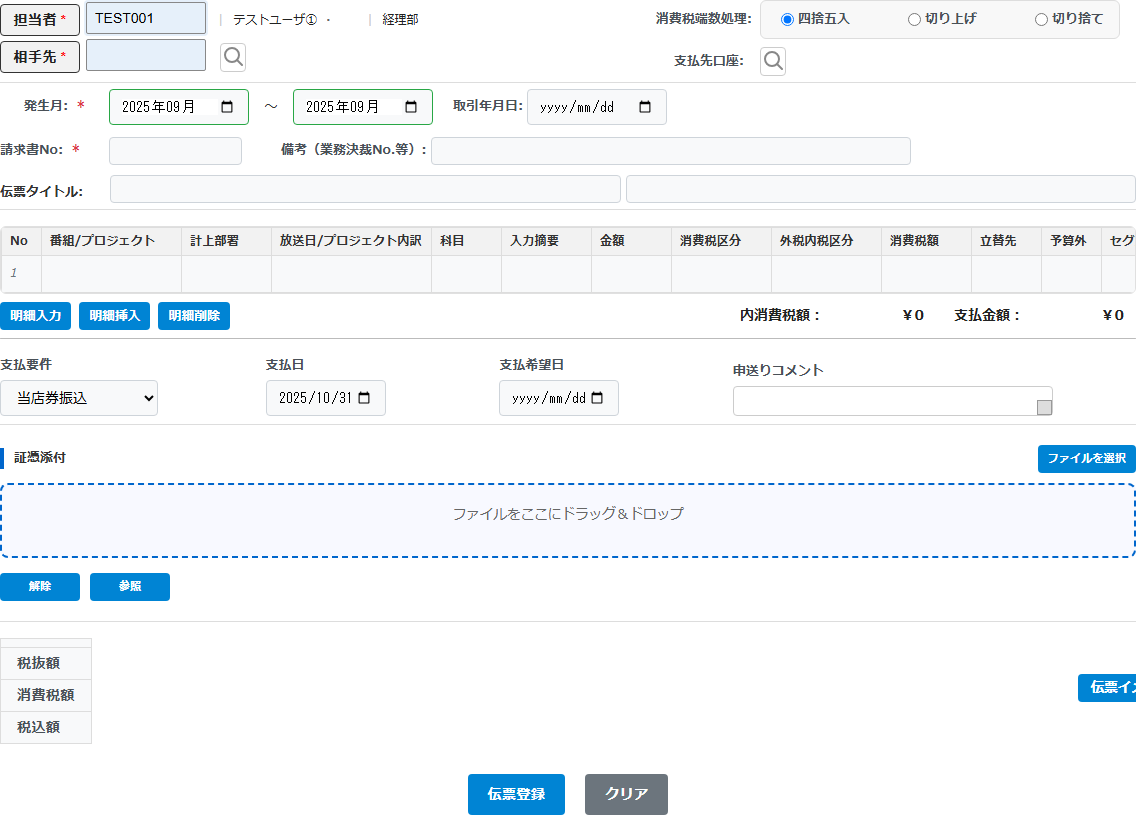 担当者 * TEST001 | テストユーザ① ・ | 経理部 消費税端数処理: 四捨五入 切り上げ 切り捨て
相手先 * 支払先口座:
発生月: * 2025年09月 ～ 2025年09月 取引年月日: yyyy/mm/dd
請求書No: * 備考（業務決裁No.等）:
伝票タイトル:
No 番組/プロジェクト 計上部署 放送日/プロジェクト内訳 科目 入力摘要 金額 消費税区分 外税内税区分 消費税額 立替先 予算外 セグ
1
明細入力 明細挿入 明細削除 内消費税額： ¥0 支払金額： ¥0
支払要件 支払日 支払希望日 申送りコメント
当店券振込 2025/10/31 yyyy/mm/dd
証憑添付 ファイルを選択
ファイルをここにドラッグ＆ドロップ
解除 参照
税抜額
消費税額 伝票イ
税込額
伝票登録 クリア